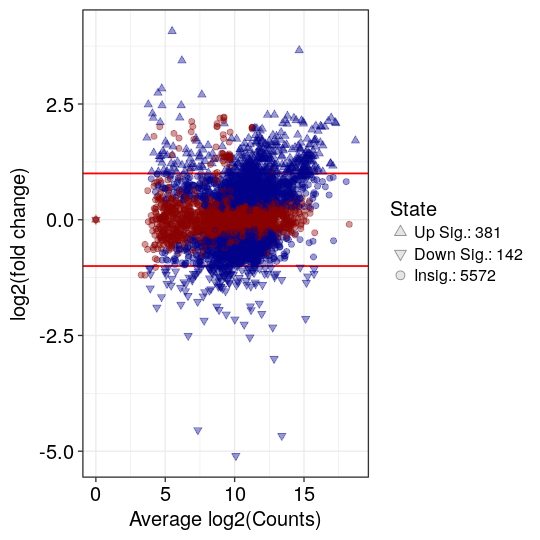 2.5
0.0
-2.5
-5.0
log2(fold change)
0 5 10 15
Average log2(Counts)
State
Up Sig.: 381
Down Sig.: 142
Insig.: 5572